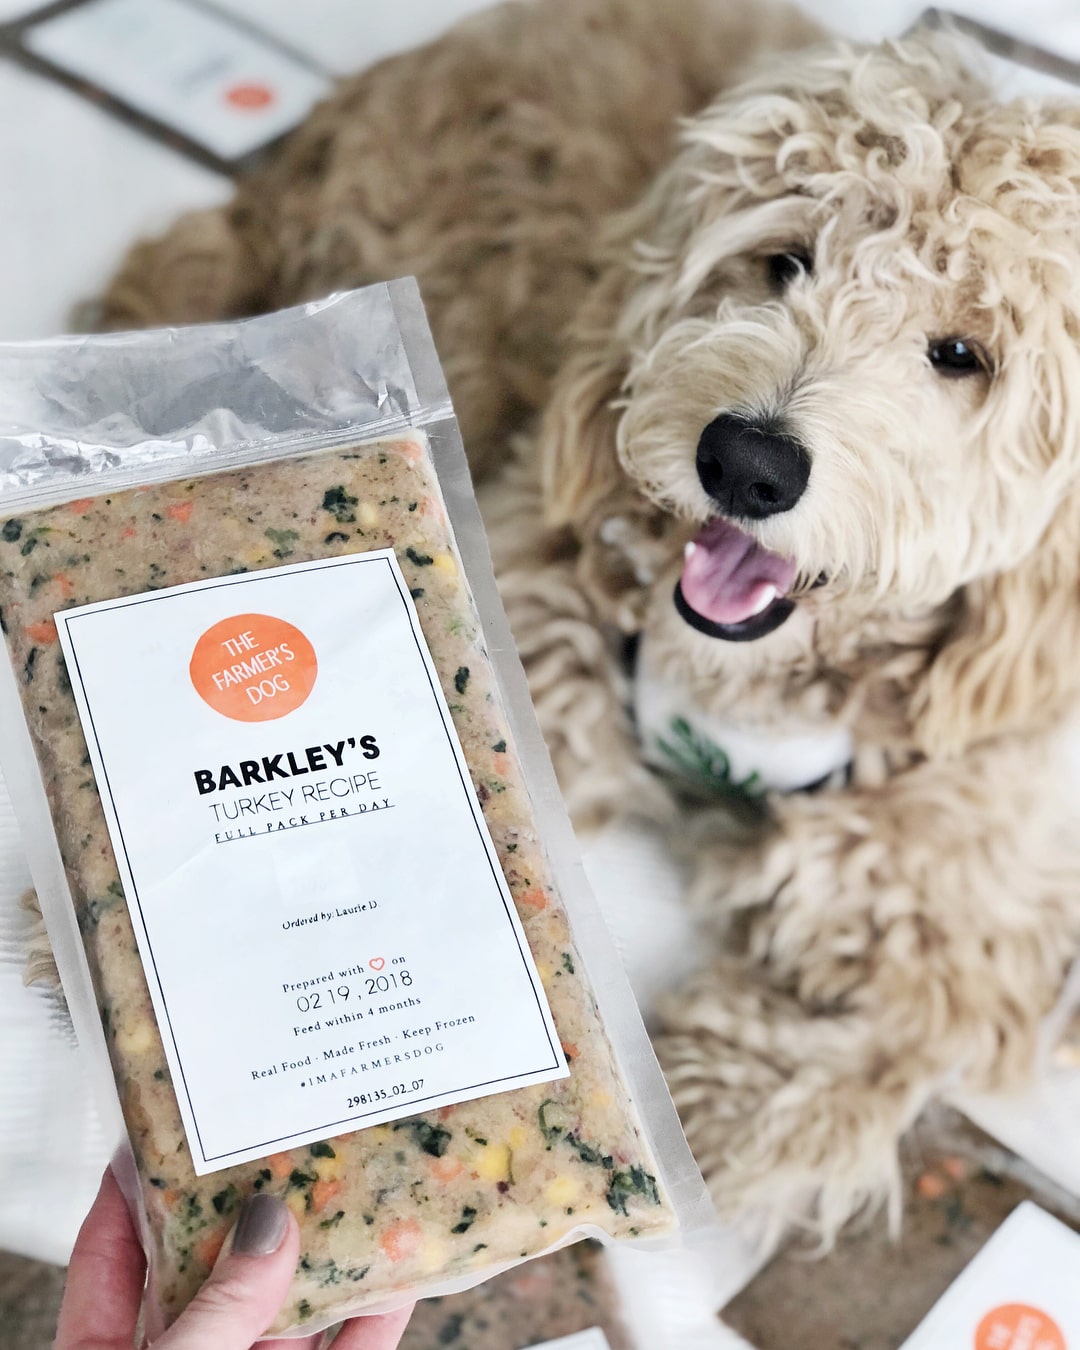 THE
FARMER'S
DOG
BARKLEY'S
TURKEY RECIPE
FULL PACK PER DAY
Ordered by: Laurie D.
Prepared with on
02 19, 2018
Feed within 4 months
Real Food · Made Fresh · Keep Frozen
#IMAFARMERSDOG
298135_02_07